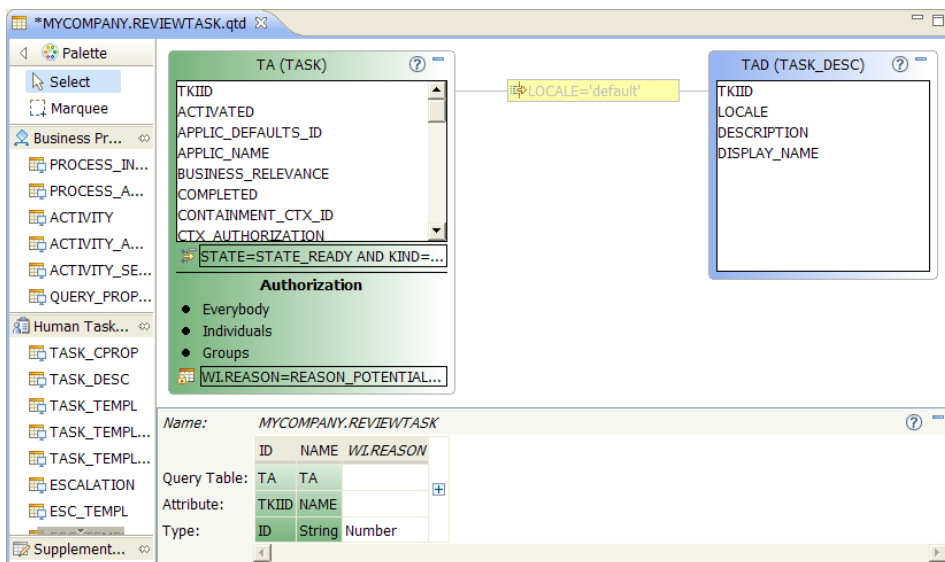 *MYCOMPANY.REVIEWTASK.qtd
Palette
Select
Marquee
Business Pr...
PROCESS_IN...
PROCESS_A...
ACTIVITY
ACTIVITY_A...
ACTIVITY_SE...
QUERY_PROP...
Human Task...
TASK_CPROP
TASK_DESC
TASK_TEMPL
TASK_TEMPL...
TASK_TEMPL...
ESCALATION
ESC_TEMPL
Supplement...
TA (TASK)
TKIID
ACTIVATED
APPLIC_DEFAULTS_ID
APPLIC_NAME
BUSINESS_RELEVANCE
COMPLETED
CONTAINMENT_CTX_ID
CTX_AUTHORIZATION
STATE=STATE_READY AND KIND=...
Authorization
Everybody
Individuals
Groups
WI.REASON=REASON_POTENTIAL...
LOCALE='default'
TAD (TASK_DESC)
TKIID
LOCALE
DESCRIPTION
DISPLAY_NAME
Name: MYCOMPANY.REVIEWTASK
ID NAME WI.REASON
Query Table: TA TA
Attribute: TKIID NAME
Type: ID String Number